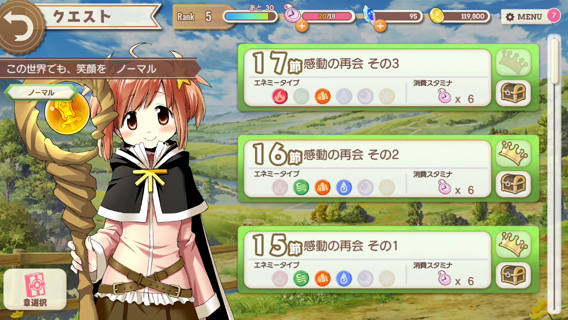 クエスト
Rank 5
あと 30
20/18
95
119,800
MENU
7
この世界でも、笑顔を ノーマル
ノーマル
17節 感動の再会 その3
エネミータイプ
消費スタミナ
x 6
16節 感動の再会 その2
エネミータイプ
消費スタミナ
x 6
15節 感動の再会 その1
エネミータイプ
消費スタミナ
x 6
章選択